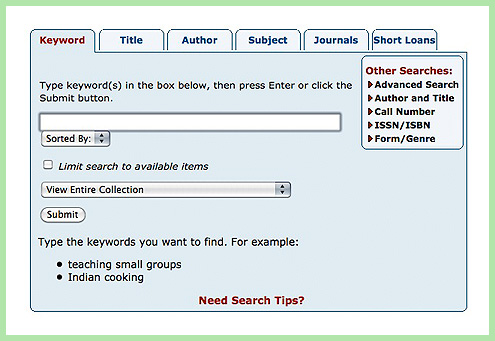 Keyword Title Author Subject Journals Short Loans
Other Searches:
Advanced Search
Author and Title
Call Number
ISSN/ISBN
Form/Genre
Type keyword(s) in the box below, then press Enter or click the
Submit button.
Sorted By:
Limit search to available items
View Entire Collection
Submit
Type the keywords you want to find. For example:
teaching small groups
Indian cooking
Need Search Tips?